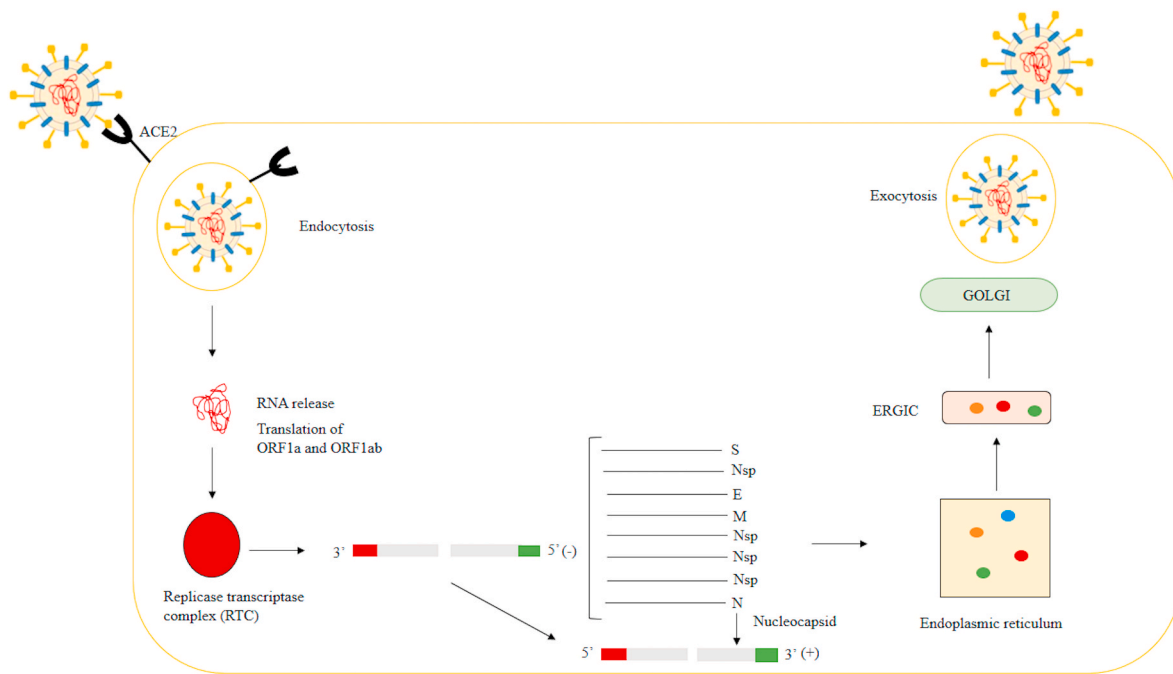 ACE2
Endocytosis
Exocytosis
GOLGI
RNA release
Translation of
ORF1a and ORF1ab
ERGIC
S
Nsp
E
M
Nsp
Nsp
Nsp
N
3’
5’ (-)
Replicase transcriptase
complex (RTC)
Nucleocapsid
Endoplasmic reticulum
5’
3’ (+)